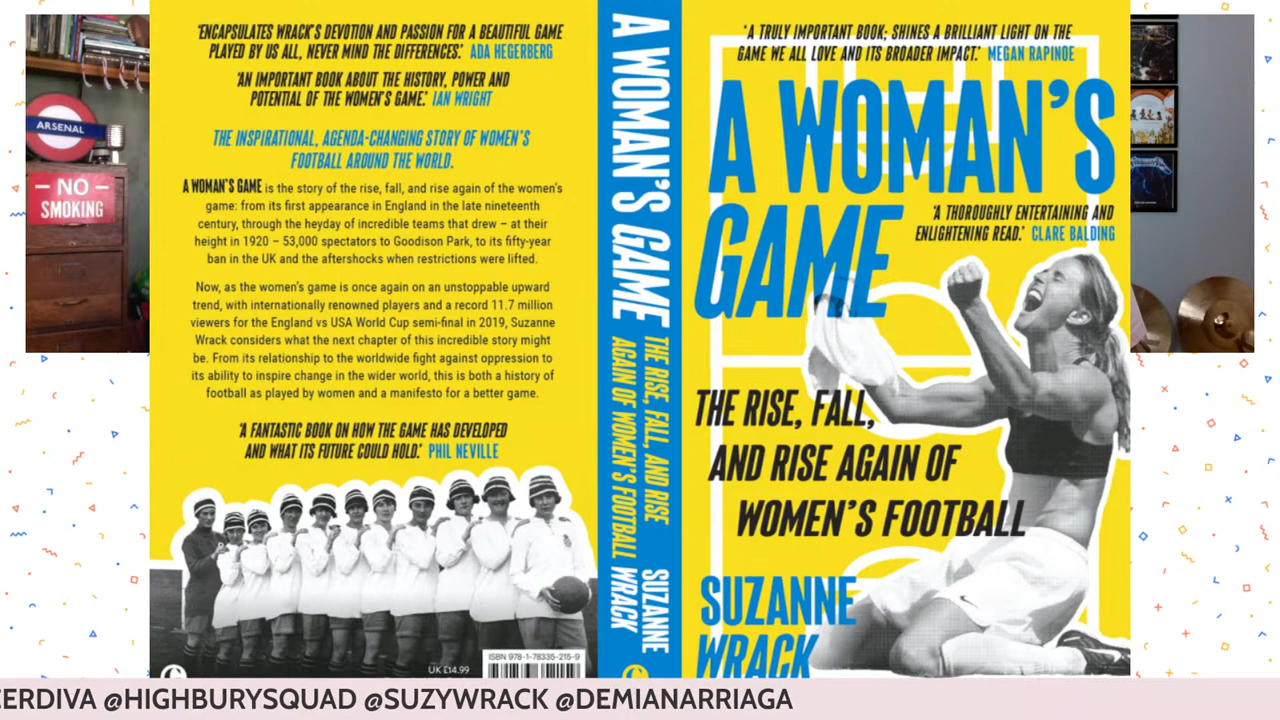 'ENCAPSULATES WRACK'S DEVOTION AND PASSION FOR A BEAUTIFUL GAME
PLAYED BY US ALL, NEVER MIND THE DIFFERENCES.' ADA HEGERBERG
'AN IMPORTANT BOOK ABOUT THE HISTORY, POWER AND
POTENTIAL OF THE WOMEN'S GAME.' IAN WRIGHT
THE INSPIRATIONAL, AGENDA-CHANGING STORY OF WOMEN'S
FOOTBALL AROUND THE WORLD.
A WOMAN'S GAME is the story of the rise, fall, and rise again of the women's
game: from its first appearance in England in the late nineteenth
century, through the heyday of incredible teams that drew – at their
height in 1920 – 53,000 spectators to Goodison Park, to its fifty-year
ban in the UK and the aftershocks when restrictions were lifted.
Now, as the women's game is once again on an unstoppable upward
trend, with internationally renowned players and a record 11.7 million
viewers for the England vs USA World Cup semi-final in 2019, Suzanne
Wrack considers what the next chapter of this incredible story might
be. From its relationship to the worldwide fight against oppression to
its ability to inspire change in the wider world, this is both a history of
football as played by women and a manifesto for a better game.
'A FANTASTIC BOOK ON HOW THE GAME HAS DEVELOPED
AND WHAT ITS FUTURE COULD HOLD.' PHIL NEVILLE
UK £14.99
ISBN 978-1-78335-215-9
A WOMAN'S GAME
THE RISE, FALL, AND RISE
AGAIN OF WOMEN'S FOOTBALL
SUZANNE
WRACK
'A TRULY IMPORTANT BOOK; SHINES A BRILLIANT LIGHT ON THE
GAME WE ALL LOVE AND ITS BROADER IMPACT.' MEGAN RAPINOE
A WOMAN'S
GAME
'A THOROUGHLY ENTERTAINING AND
ENLIGHTENING READ.' CLARE BALDING
THE RISE, FALL,
AND RISE AGAIN OF
WOMEN'S FOOTBALL
SUZANNE
WRACK
ARSENAL
– NO –
SMOKING
ERDIVA @HIGHBURYSQUAD @SUZYWRACK @DEMIANARRIAGA